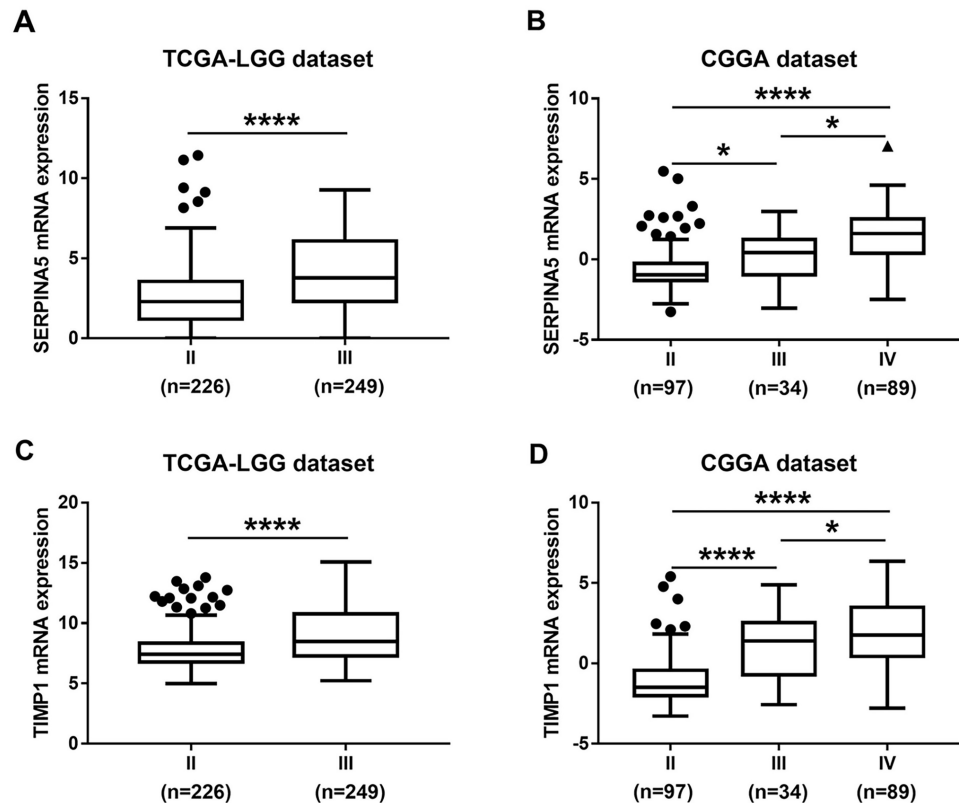 A
TCGA-LGG dataset
SERPINA5 mRNA expression
15
10
5
0
****
II
III
(n=226)
(n=249)
B
CGGA dataset
SERPINA5 mRNA expression
10
5
0
-5
****
*
*
II
III
IV
(n=97)
(n=34)
(n=89)
C
TCGA-LGG dataset
TIMP1 mRNA expression
20
15
10
5
0
****
II
III
(n=226)
(n=249)
D
CGGA dataset
TIMP1 mRNA expression
10
5
0
-5
****
****
*
II
III
IV
(n=97)
(n=34)
(n=89)